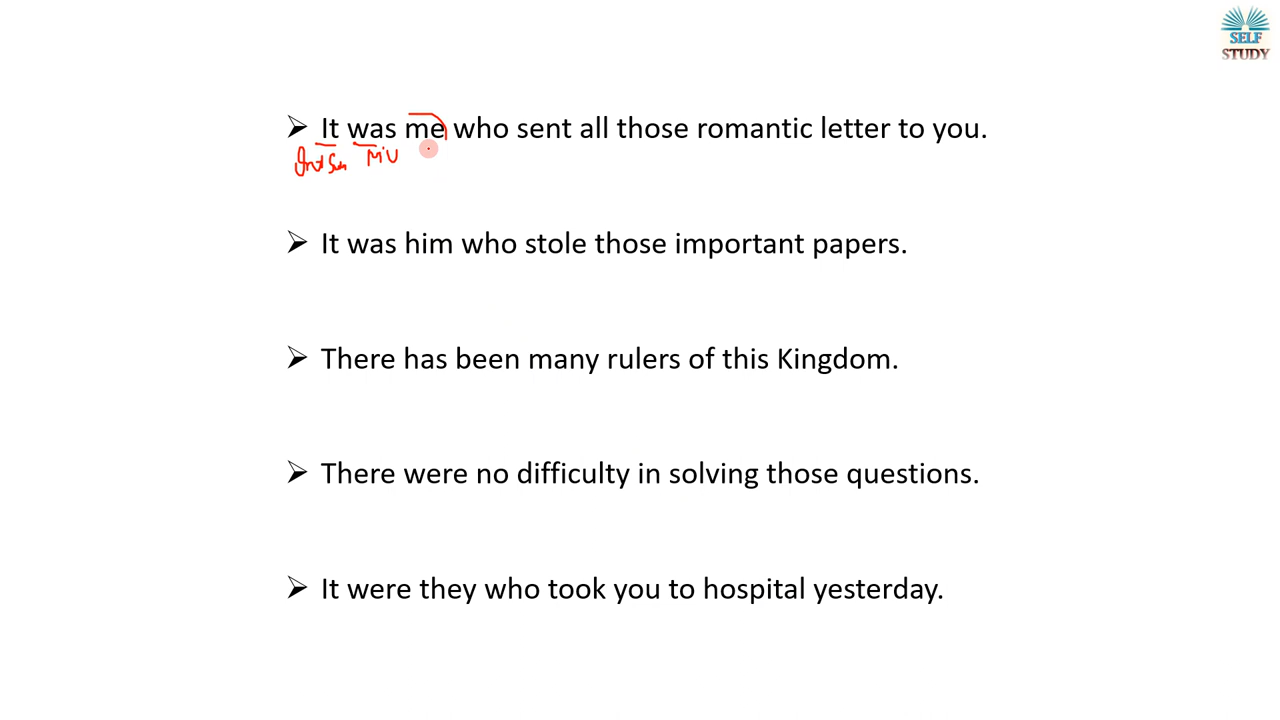 SELF
STUDY
➢ It was me who sent all those romantic letter to you.
Int Sub M.V
➢ It was him who stole those important papers.
➢ There has been many rulers of this Kingdom.
➢ There were no difficulty in solving those questions.
➢ It were they who took you to hospital yesterday.